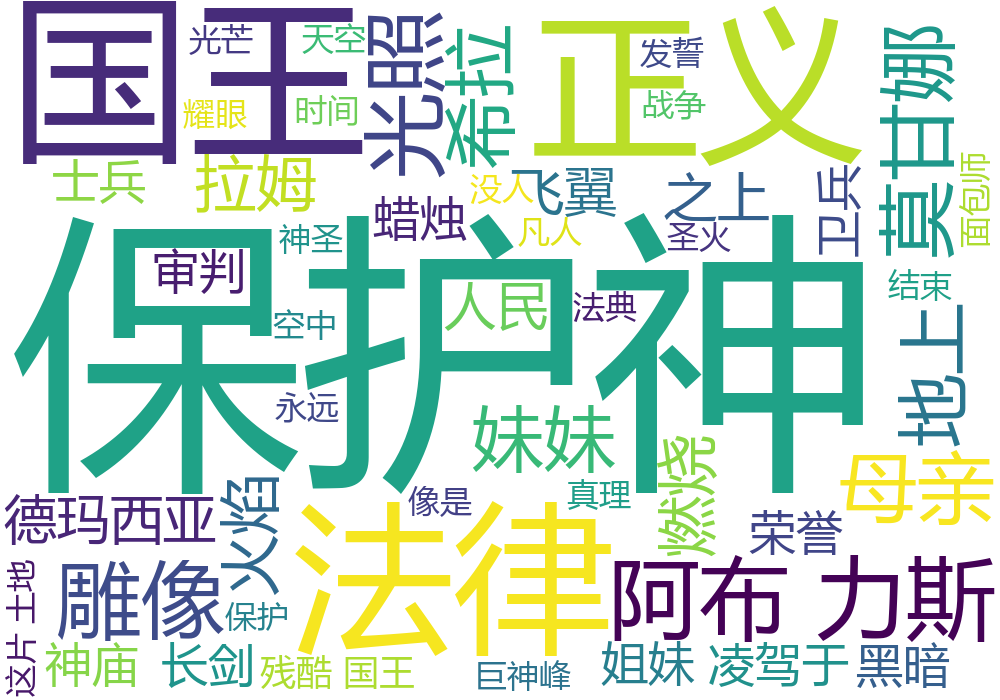 国王
正义
光芒
天空
光照
希拉
发誓
莫甘娜
耀眼
时间
战争
士兵
拉姆
蜡烛
没人
飞翼
凡人
之上
圣火
卫兵
面包师
保护神
审判
神圣
人民
法典
空中
永远
结束
地上
妹妹
燃烧
母亲
德玛西亚
火焰
像是
真理
法律
荣誉
雕像
阿布
力斯
保护
这片 土地
神庙
长剑
残酷 国王
巨神峰
姐妹
凌驾于
黑暗